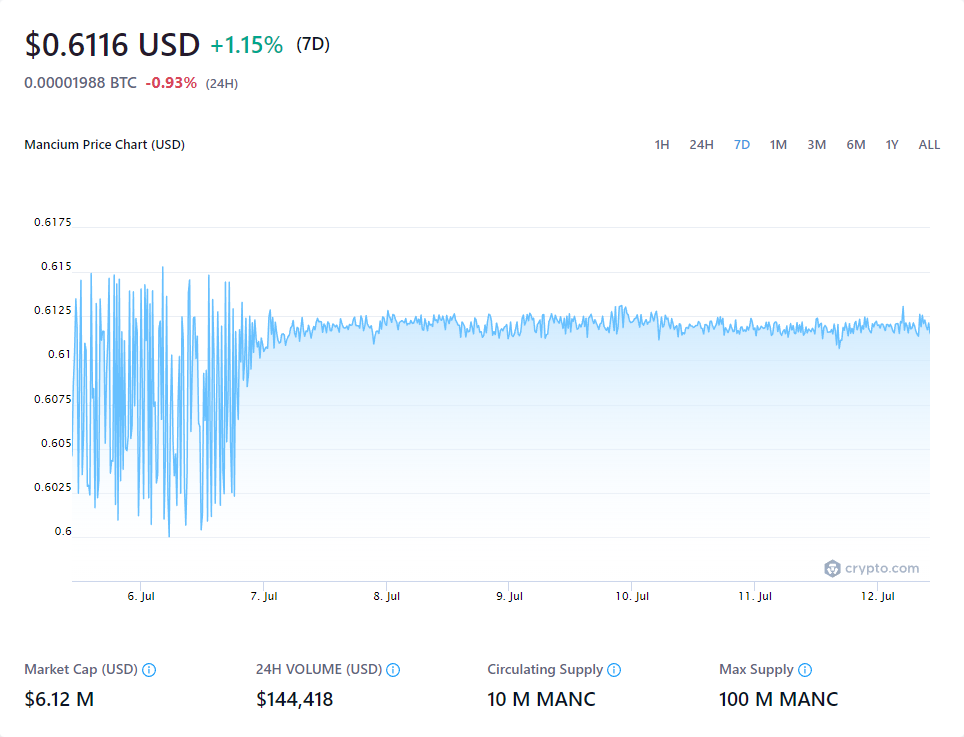 $0.6116 USD +1.15% (7D)
0.00001988 BTC -0.93% (24H)
Mancium Price Chart (USD) 1H 24H 7D 1M 3M 6M 1Y ALL
0.6175
0.615
0.6125
0.61
0.6075
0.605
0.6025
0.6
crypto.com
6. Jul 7. Jul 8. Jul 9. Jul 10. Jul 11. Jul 12. Jul
Market Cap (USD) 24H VOLUME (USD) Circulating Supply Max Supply
$6.12 M $144,418 10 M MANC 100 M MANC